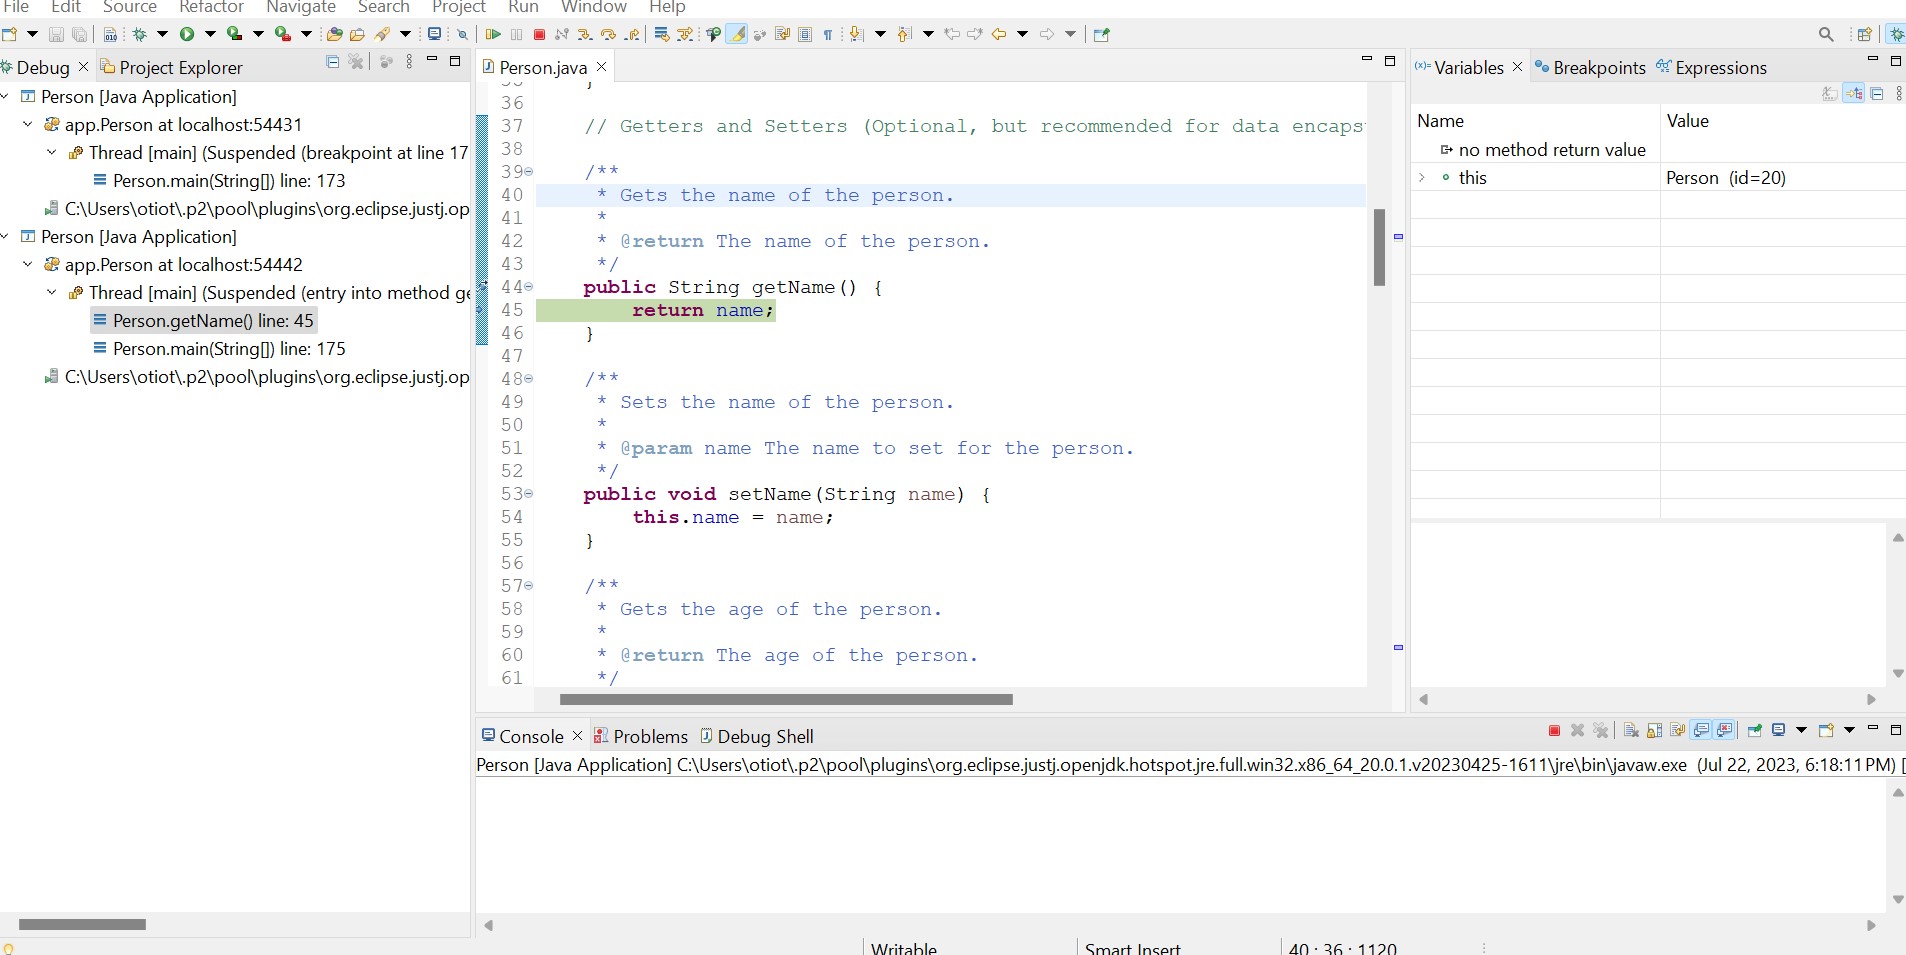 File Edit Source Refactor Navigate Search Project Run Window Help
Debug Project Explorer
Person [Java Application]
app.Person at localhost:54431
Thread [main] (Suspended (breakpoint at line 17
Person.main(String[]) line: 173
C:\Users\otiot\.p2\pool\plugins\org.eclipse.justj.op
Person [Java Application]
app.Person at localhost:54442
Thread [main] (Suspended (entry into method ge
Person.getName() line: 45
Person.main(String[]) line: 175
C:\Users\otiot\.p2\pool\plugins\org.eclipse.justj.op
Person.java
35 }
36
37 // Getters and Setters (Optional, but recommended for data encaps
38
39 /**
40 * Gets the name of the person.
41 *
42 * @return The name of the person.
43 */
44 public String getName() {
45 return name;
46 }
47
48 /**
49 * Sets the name of the person.
50 *
51 * @param name The name to set for the person.
52 */
53 public void setName(String name) {
54 this.name = name;
55 }
56
57 /**
58 * Gets the age of the person.
59 *
60 * @return The age of the person.
61 */
(x)= Variables Breakpoints Expressions
Name Value
no method return value
this Person (id=20)
Console Problems Debug Shell
Person [Java Application] C:\Users\otiot\.p2\pool\plugins\org.eclipse.justj.openjdk.hotspot.jre.full.win32.x86_64_20.0.1.v20230425-1611\jre\bin\javaw.exe (Jul 22, 2023, 6:18:11 PM) [
Writable Smart Insert 40 : 36 : 1120